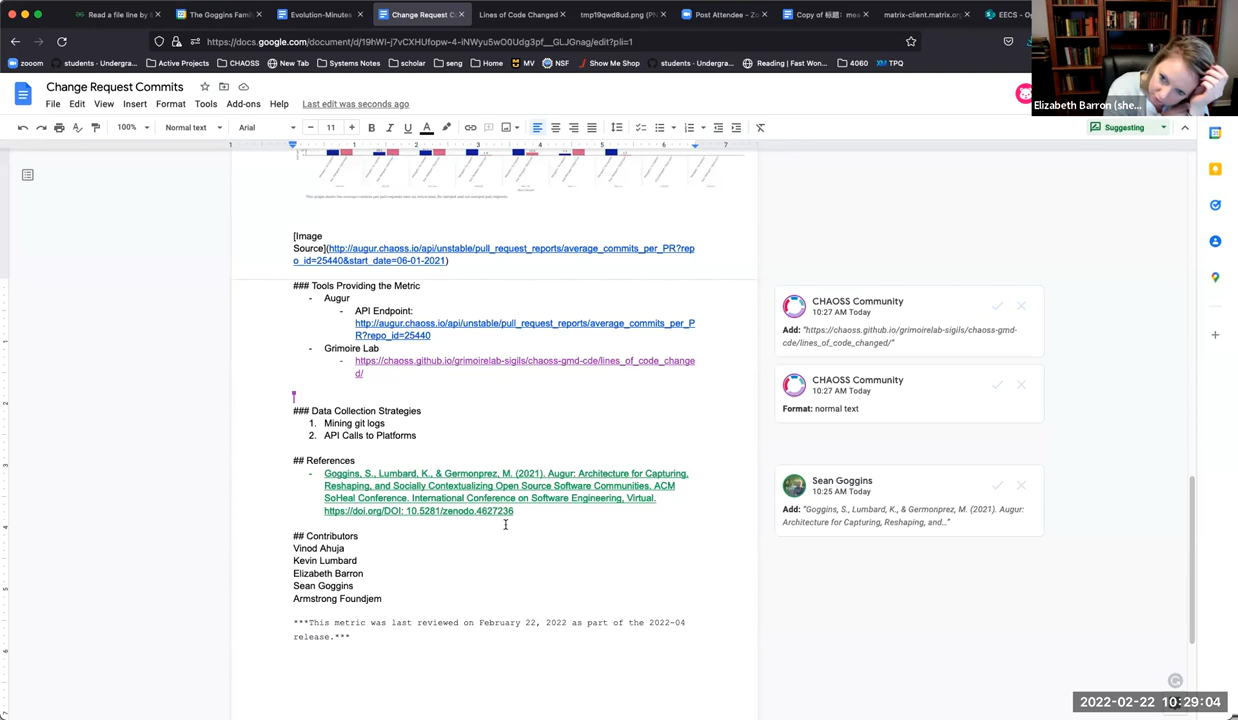 Read a file line by l
The Goggins Fami
Evolution-Minutes
Change Request C
Lines of Code Changed
tmp19qwd8ud.png (PN
Post Attendee - Zo
Copy of 标题: mea
matrix-client.matrix.org
EECS - O
https://docs.google.com/document/d/19hWI-j7vCXHUfopw-4-iNWyu5wO0Udg3pf__GLJGnag/edit?pli=1
zooom
students - Undergra...
Active Projects
CHAOSS
New Tab
Systems Notes
scholar
seng
Home
MV
NSF
Show Me Shop
students - Undergra...
Reading | Fast Won...
4060
TPQ
Elizabeth Barron (she...
Change Request Commits
File Edit View Insert Format Tools Add-ons Help Last edit was seconds ago
100% Normal text Arial 11 Suggesting
[Image
Source](http://augur.chaoss.io/api/unstable/pull_request_reports/average_commits_per_PR?rep
o_id=25440&start_date=06-01-2021)
### Tools Providing the Metric
- Augur
- API Endpoint:
http://augur.chaoss.io/api/unstable/pull_request_reports/average_commits_per_P
R?repo_id=25440
- Grimoire Lab
- https://chaoss.github.io/grimoirelab-sigils/chaoss-gmd-cde/lines_of_code_change
d/
### Data Collection Strategies
1. Mining git logs
2. API Calls to Platforms
## References
- Goggins, S., Lumbard, K., & Germonprez, M. (2021). Augur: Architecture for Capturing,
Reshaping, and Socially Contextualizing Open Source Software Communities. ACM
SoHeal Conference. International Conference on Software Engineering, Virtual.
https://doi.org/DOI: 10.5281/zenodo.4627236
## Contributors
Vinod Ahuja
Kevin Lumbard
Elizabeth Barron
Sean Goggins
Armstrong Foundjem
***This metric was last reviewed on February 22, 2022 as part of the 2022-04
release.***
CHAOSS Community
10:27 AM Today
Add: "https://chaoss.github.io/grimoirelab-sigils/chaoss-gmd-
cde/lines_of_code_changed/"
CHAOSS Community
10:27 AM Today
Format: normal text
Sean Goggins
10:25 AM Today
Add: "Goggins, S., Lumbard, K., & Germonprez, M. (2021). Augur:
Architecture for Capturing, Reshaping, and..."
2022-02-22 10:29:04